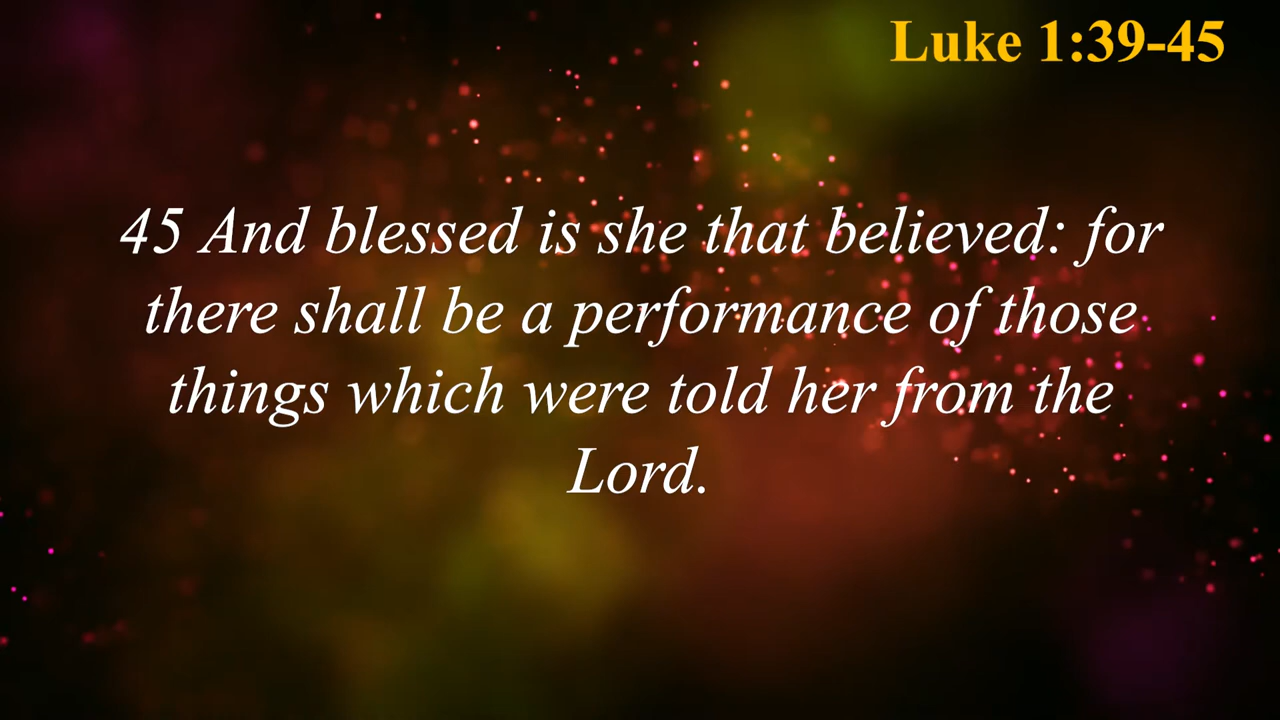 Luke 1:39-45
45 And blessed is she that believed: for
there shall be a performance of those
things which were told her from the
Lord.